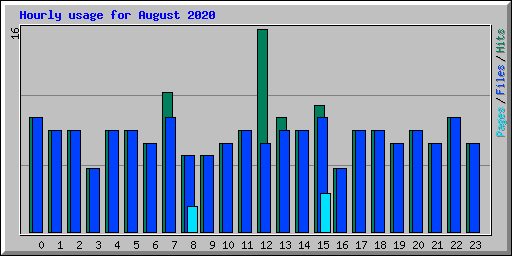 Hourly usage for August 2020
16
Pages/Files/Hits
0 1 2 3 4 5 6 7 8 9 10 11 12 13 14 15 16 17 18 19 20 21 22 23